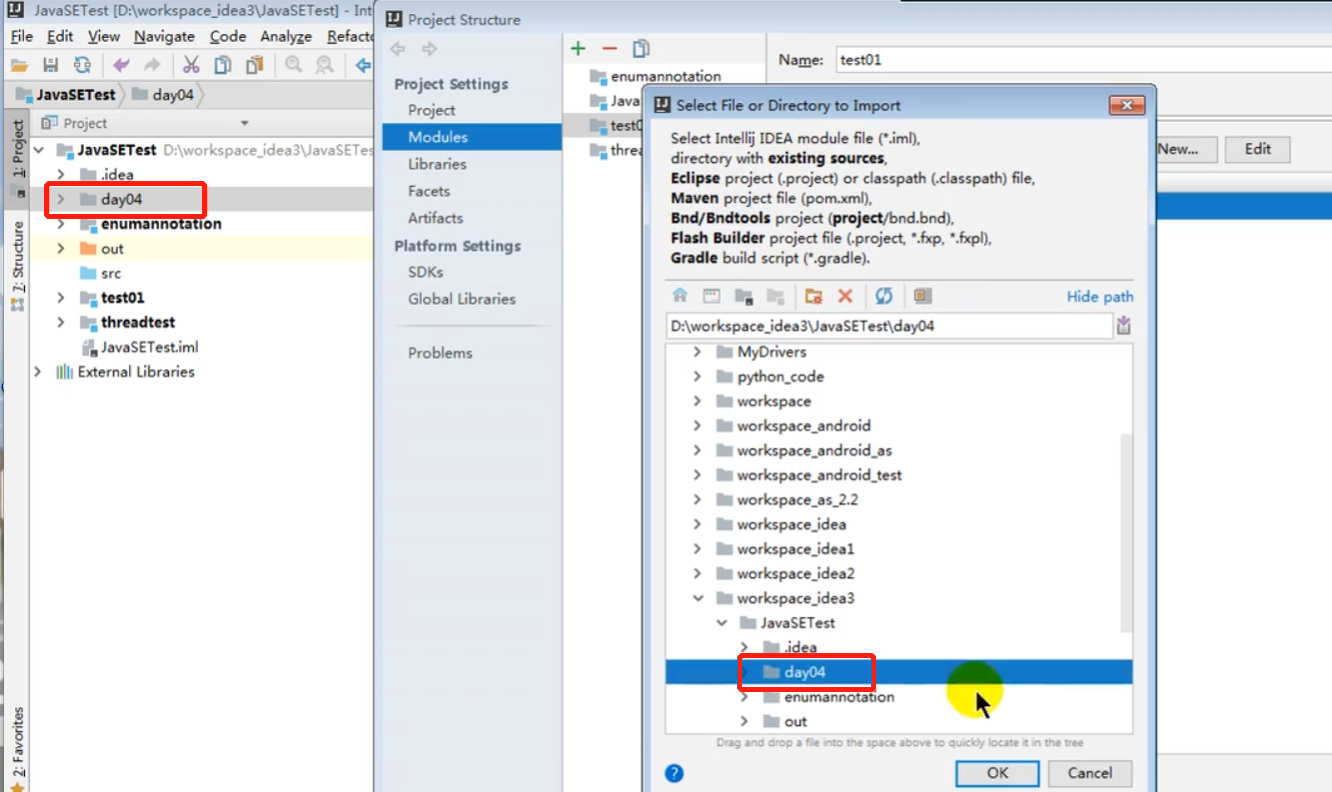 JavaSETest [D:\workspace_idea3\JavaSETest] - Int
File Edit View Navigate Code Analyze Refacto
JavaSETest day04
Project
1: Project
7: Structure
2: Favorites
JavaSETest D:\workspace_idea3\JavaSETes
.idea
day04
enumannotation
out
src
test01
threadtest
JavaSETest.iml
External Libraries
Project Structure
Project Settings
Project
Modules
Libraries
Facets
Artifacts
Platform Settings
SDKs
Global Libraries
Problems
enumannotation
Java
test0
threa
Name: test01
New... Edit
Select File or Directory to Import
Select Intellij IDEA module file (*.iml),
directory with existing sources,
Eclipse project (.project) or classpath (.classpath) file,
Maven project file (pom.xml),
Bnd/Bndtools project (project/bnd.bnd),
Flash Builder project file (.project, *.fxp, *.fxpl),
Gradle build script (*.gradle).
Hide path
D:\workspace_idea3\JavaSETest\day04
MyDrivers
python_code
workspace
workspace_android
workspace_android_as
workspace_android_test
workspace_as_2.2
workspace_idea
workspace_idea1
workspace_idea2
workspace_idea3
JavaSETest
.idea
day04
enumannotation
out
Drag and drop a file into the space above to quickly locate it in the tree
? OK Cancel